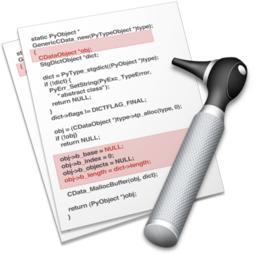 static PyObject *
GenericCData_new(PyTypeObject *type)
{
CDataObject *obj;
StgDictObject *dict;
dict = PyType_stgdict((PyObject *)type);
if (!dict) {
PyErr_SetString(PyExc_TypeError,
"abstract class");
return NULL;
}
dict->flags |= DICTFLAG_FINAL;
obj = (CDataObject *)type->tp_alloc(type, 0);
if (!obj)
return NULL;
obj->b_base = NULL;
obj->b_index = 0;
obj->b_objects = NULL;
obj->b_length = dict->length;
CData_MallocBuffer(obj, dict);
return (PyObject *)obj;
}